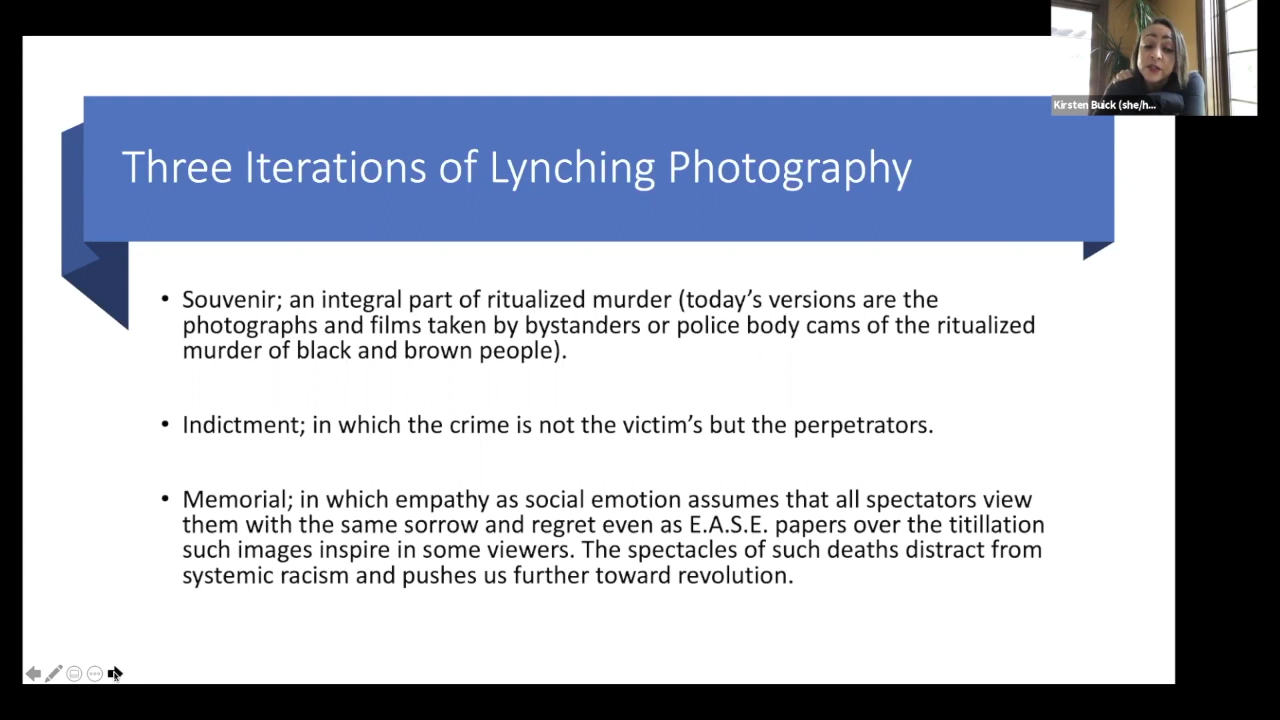 Kirsten Buick (she/h...
Three Iterations of Lynching Photography
• Souvenir; an integral part of ritualized murder (today’s versions are the
photographs and films taken by bystanders or police body cams of the ritualized
murder of black and brown people).
• Indictment; in which the crime is not the victim’s but the perpetrators.
• Memorial; in which empathy as social emotion assumes that all spectators view
them with the same sorrow and regret even as E.A.S.E. papers over the titillation
such images inspire in some viewers. The spectacles of such deaths distract from
systemic racism and pushes us further toward revolution.